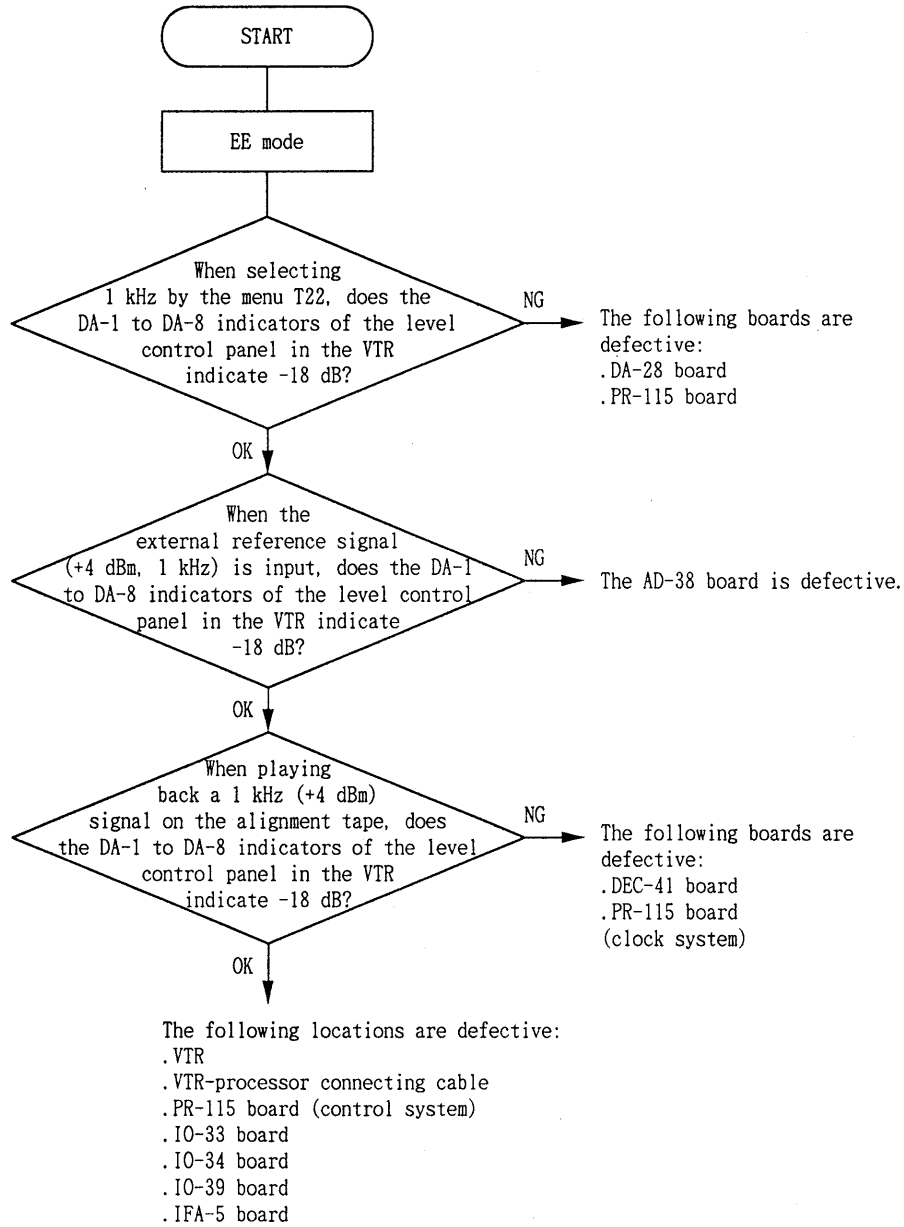 START
EE mode
When selecting
1 kHz by the menu T22, does the
DA-1 to DA-8 indicators of the level
control panel in the VTR
indicate -18 dB?
NG
The following boards are
defective:
.DA-28 board
.PR-115 board
OK
When the
external reference signal
(+4 dBm, 1 kHz) is input, does the DA-1
to DA-8 indicators of the level control
panel in the VTR indicate
-18 dB?
NG
The AD-38 board is defective.
OK
When playing
back a 1 kHz (+4 dBm)
signal on the alignment tape, does
the DA-1 to DA-8 indicators of the level
control panel in the VTR
indicate -18 dB?
NG
The following boards are
defective:
.DEC-41 board
.PR-115 board
(clock system)
OK
The following locations are defective:
.VTR
.VTR-processor connecting cable
.PR-115 board (control system)
.IO-33 board
.IO-34 board
.IO-39 board
.IFA-5 board